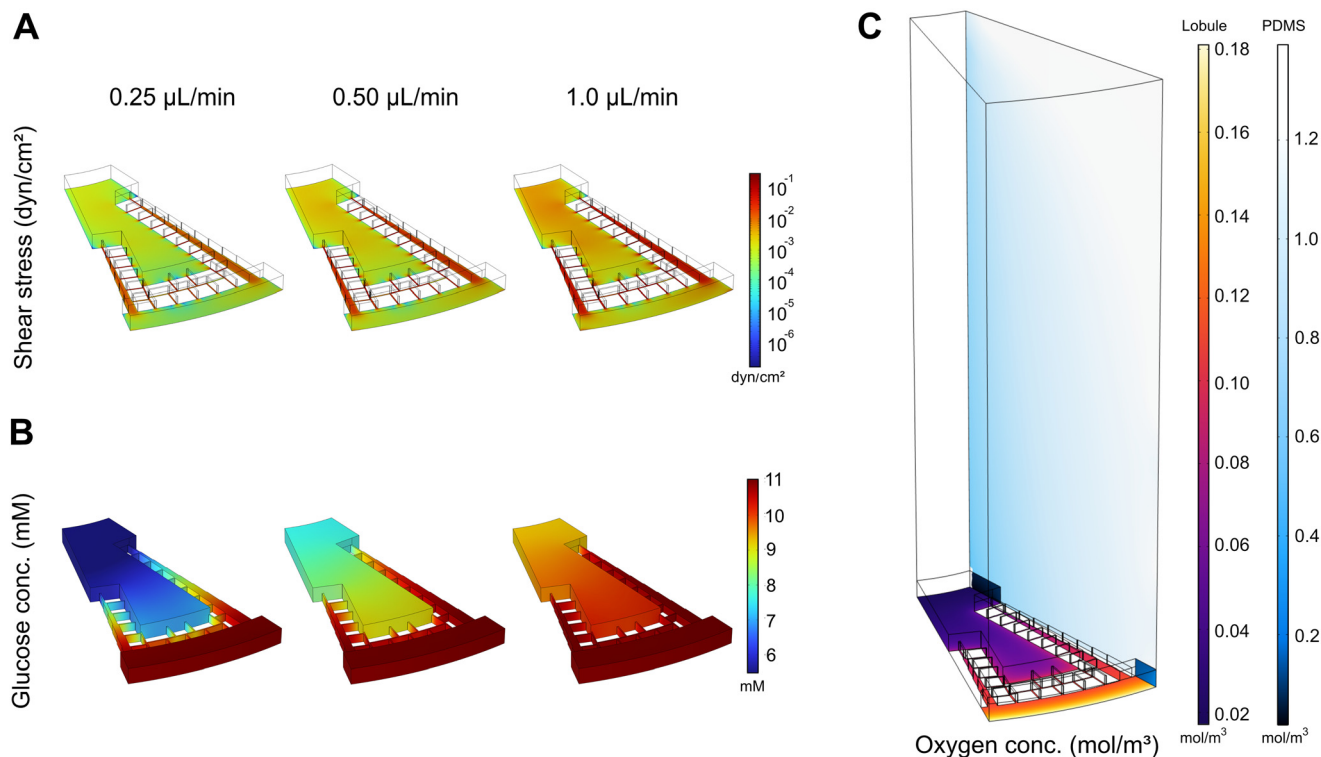 A
0.25 µL/min
0.50 µL/min
1.0 µL/min
Shear stress (dyn/cm²)
10⁻¹
10⁻²
10⁻³
10⁻⁴
10⁻⁵
10⁻⁶
dyn/cm²
B
Glucose conc. (mM)
11
10
9
8
7
6
mM
C
Lobule
PDMS
0.18
0.16
0.14
0.12
0.10
0.08
0.06
0.04
0.02
mol/m³
1.2
1.0
0.8
0.6
0.4
0.2
mol/m³
Oxygen conc. (mol/m³)